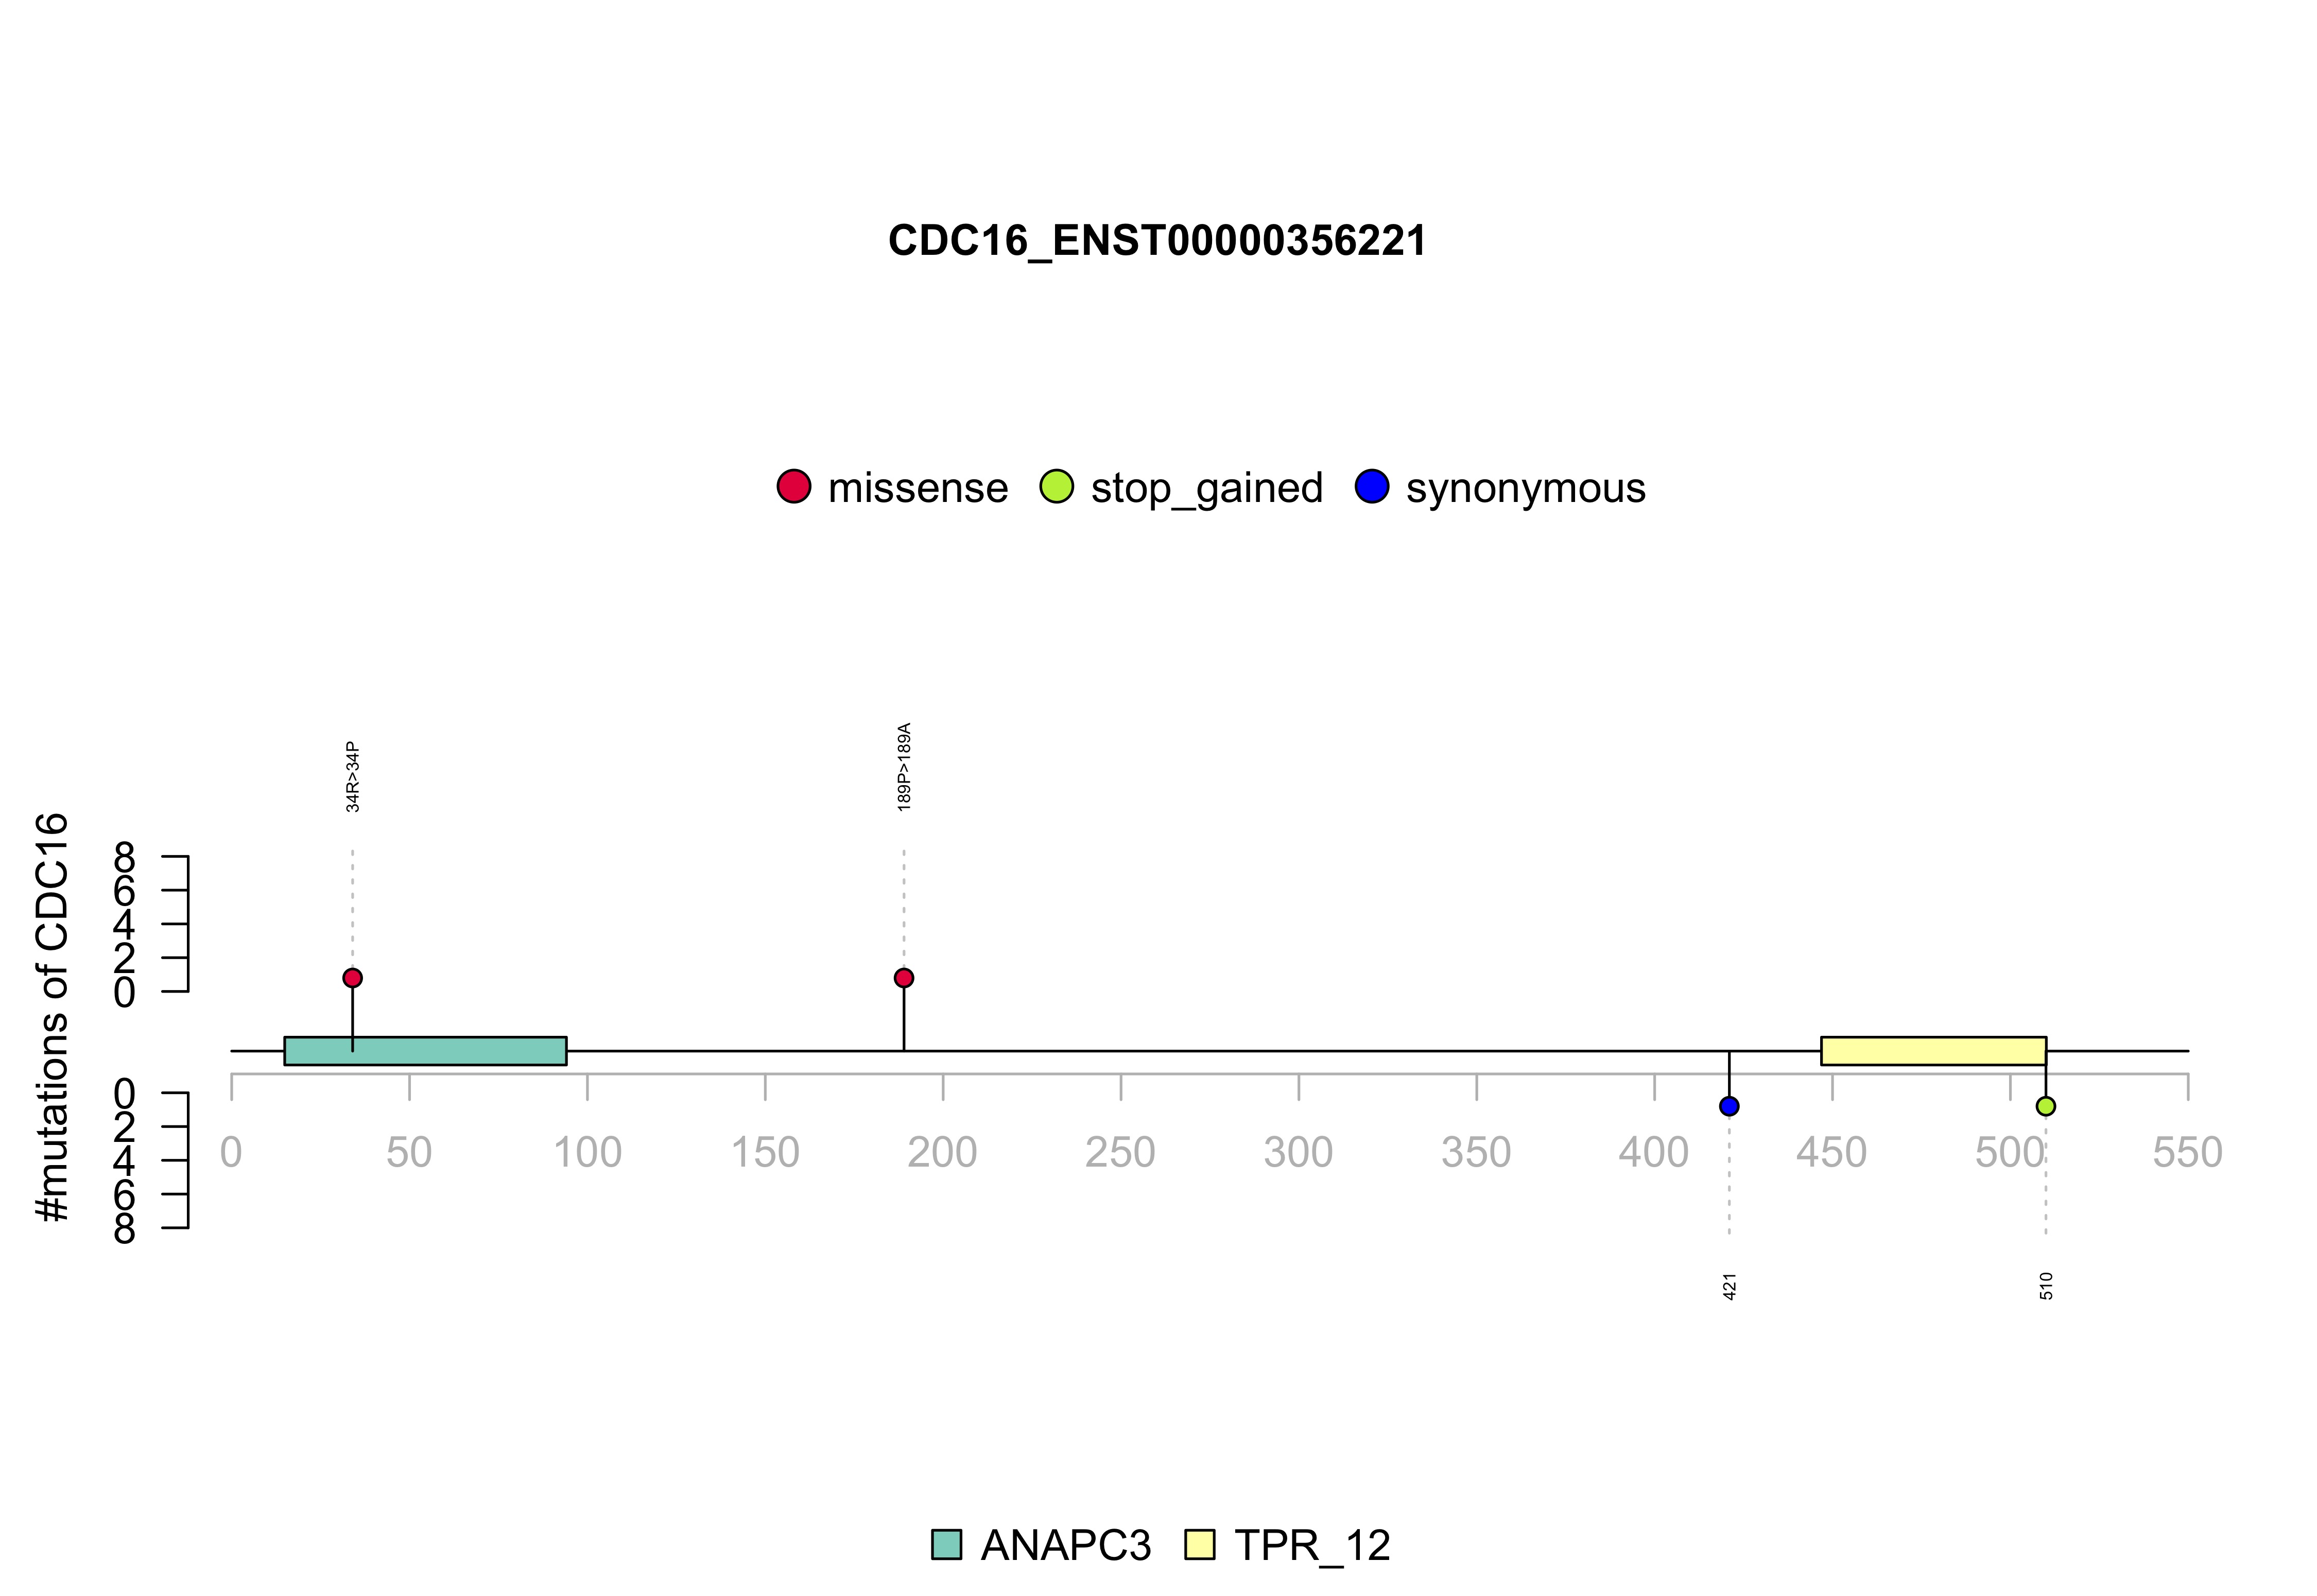 CDC16_ENST00000356221
missense stop_gained synonymous
34R>34P 189P>189A
#mutations of CDC16
8
6
4
2
0
0
2
4
6
8
0 50 100 150 200 250 300 350 400 450 500 550
421 510
ANAPC3 TPR_12